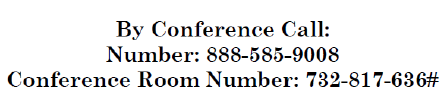 By Conference Call:
Number: 888-585-9008
Conference Room Number: 732-817-636#